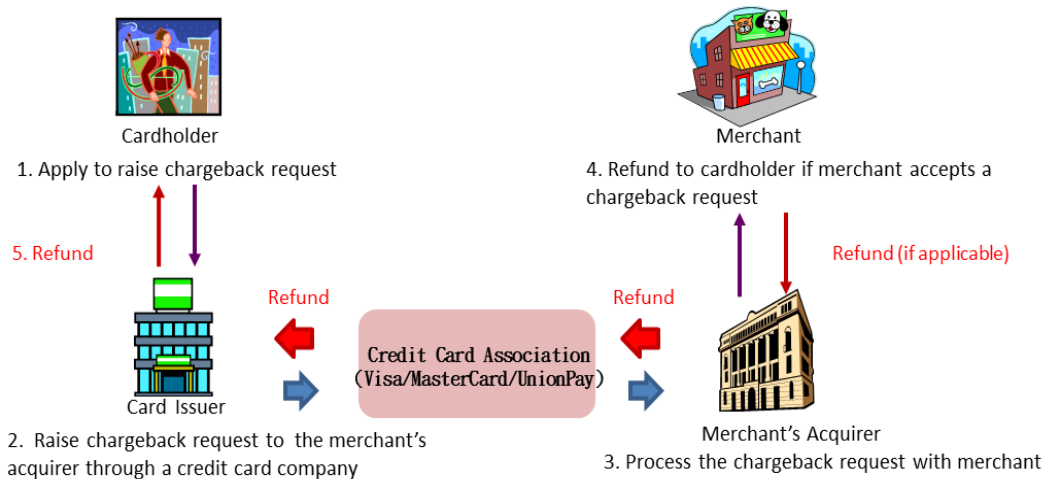 Cardholder
1. Apply to raise chargeback request
Merchant
4. Refund to cardholder if merchant accepts a
chargeback request
5. Refund
Refund (if applicable)
Refund
Refund
Credit Card Association
(Visa/MasterCard/UnionPay)
Card Issuer
2. Raise chargeback request to the merchant's
acquirer through a credit card company
Merchant's Acquirer
3. Process the chargeback request with merchant